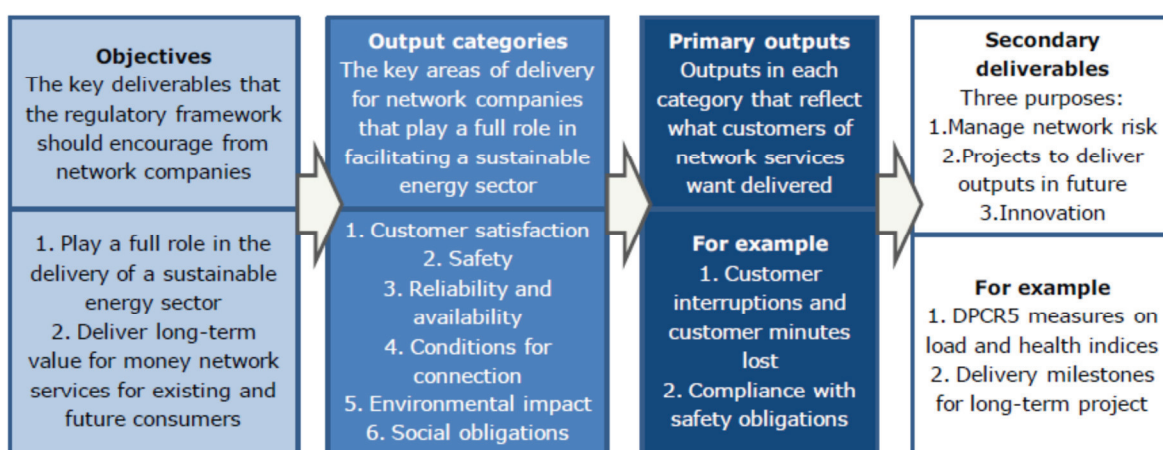 Objectives
The key deliverables that
the regulatory framework
should encourage from
network companies
1. Play a full role in the
delivery of a sustainable
energy sector
2. Deliver long-term
value for money network
services for existing and
future consumers
Output categories
The key areas of delivery
for network companies
that play a full role in
facilitating a sustainable
energy sector
1. Customer satisfaction
2. Safety
3. Reliability and
availability
4. Conditions for
connection
5. Environmental impact
6. Social obligations
Primary outputs
Outputs in each
category that reflect
what customers of
network services
want delivered
For example
1. Customer
interruptions and
customer minutes
lost
2. Compliance with
safety obligations
Secondary
deliverables
Three purposes:
1.Manage network risk
2.Projects to deliver
outputs in future
3.Innovation
For example
1. DPCR5 measures on
load and health indices
2. Delivery milestones
for long-term project